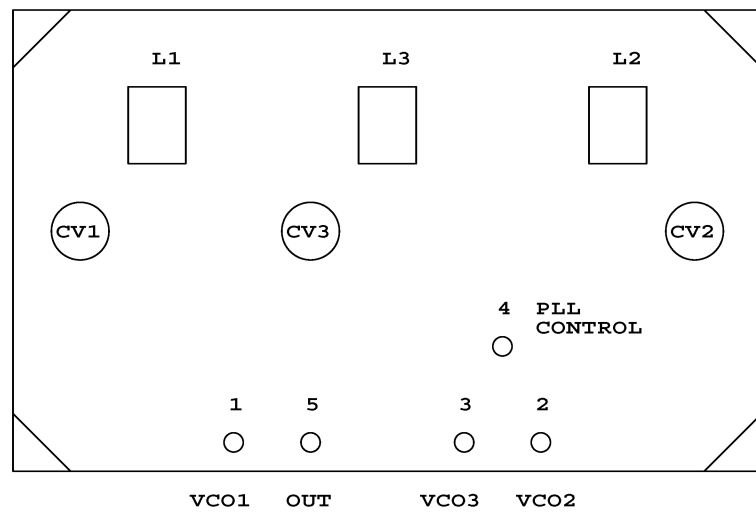 L1 L3 L2
CV1 CV3 CV2
4 PLL
CONTROL
1 5 3 2
VCO1 OUT VCO3 VCO2